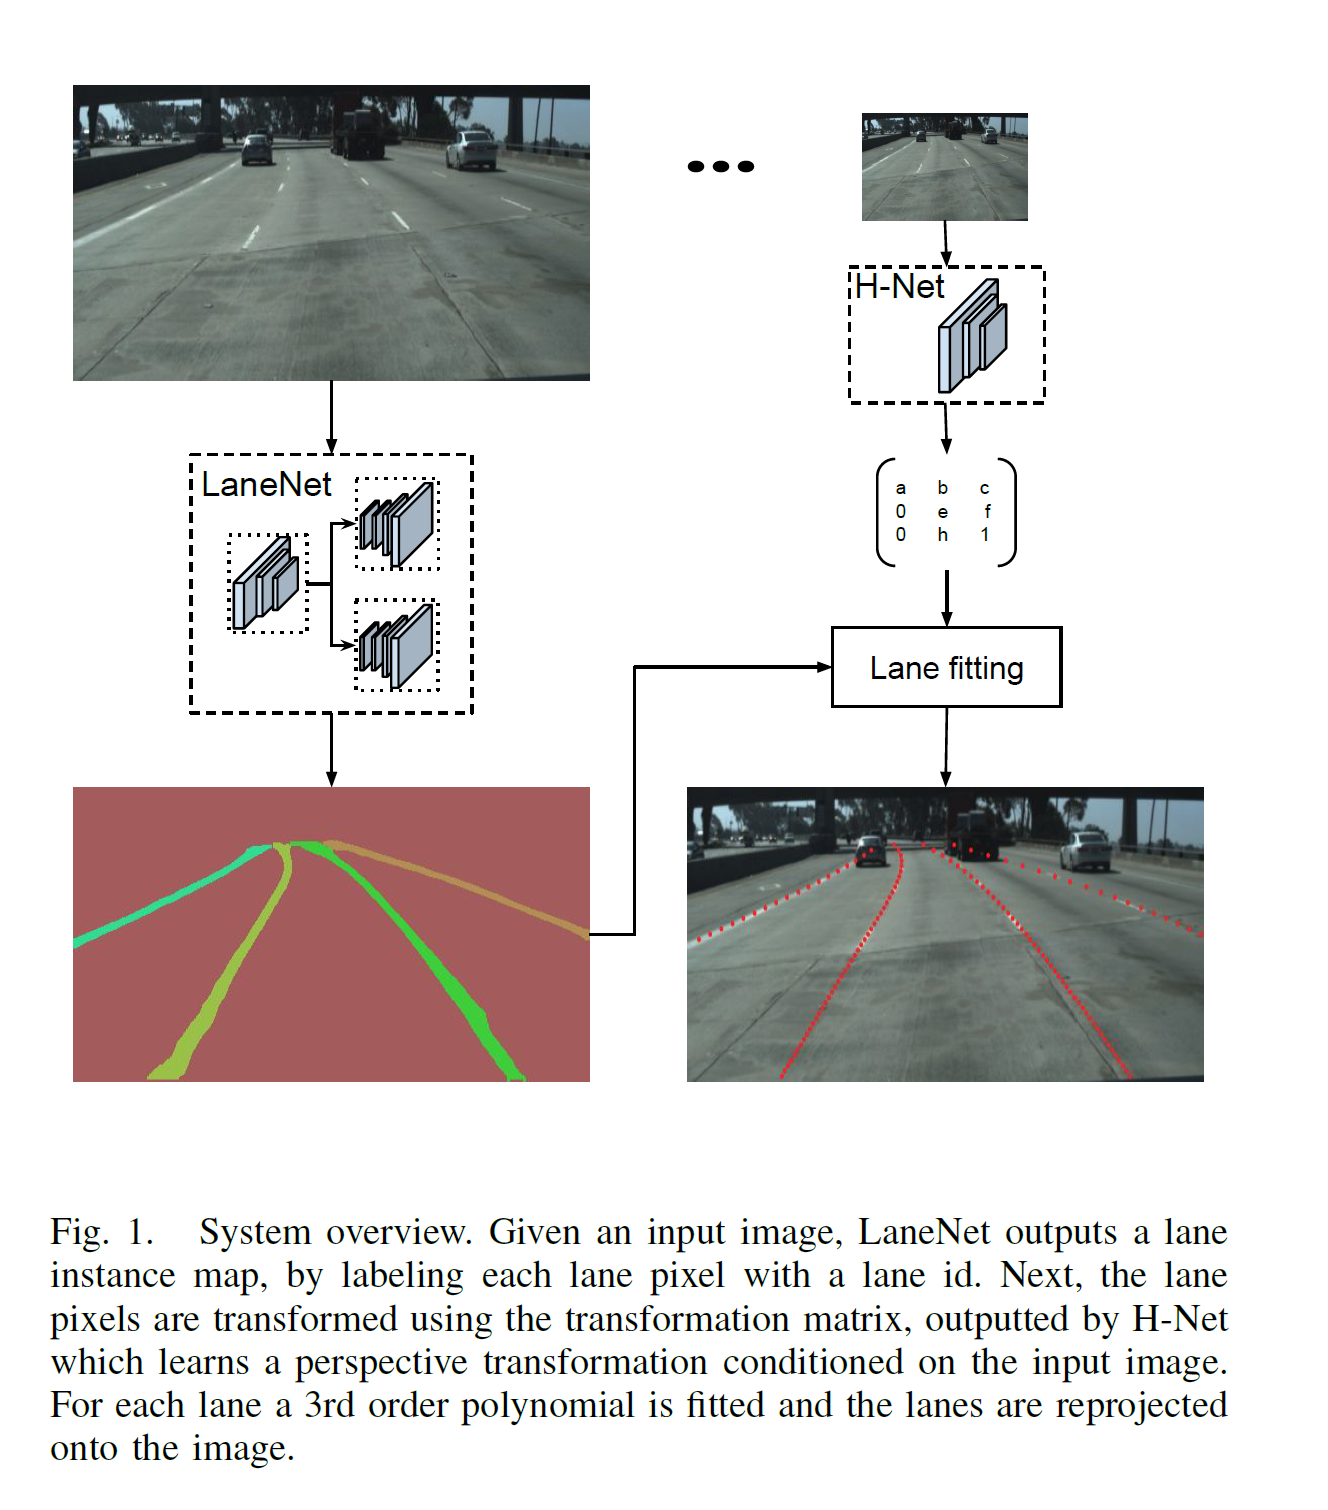 H-Net
LaneNet
a b c
0 e f
0 h 1
Lane fitting
Fig. 1. System overview. Given an input image, LaneNet outputs a lane
instance map, by labeling each lane pixel with a lane id. Next, the lane
pixels are transformed using the transformation matrix, outputted by H-Net
which learns a perspective transformation conditioned on the input image.
For each lane a 3rd order polynomial is fitted and the lanes are reprojected
onto the image.